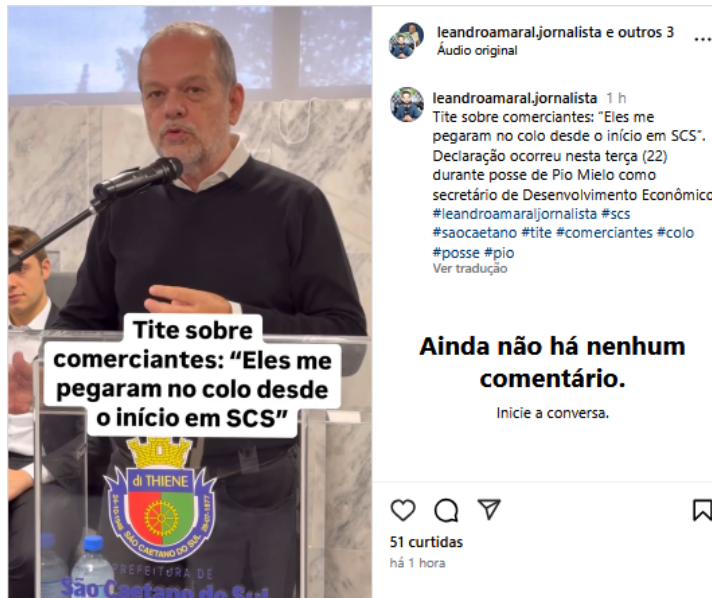 leandroamaral.jornalista e outros 3
Áudio original
leandroamaral.jornalista 1 h
Tite sobre comerciantes: “Eles me
pegaram no colo desde o início em SCS”.
Declaração ocorreu nesta terça (22)
durante posse de Pio Mielo como
secretário de Desenvolvimento Econômico
#leandroamaraljornalista #scs
#saocaetano #tite #comerciantes #colo
#posse #pio
Ver tradução
Tite sobre
comerciantes: “Eles me
pegaram no colo desde
o início em SCS”
di THIENE
28-07-1877
SÃO CAETANO DO SUL
PREFEITURA DE
São Caetano do Sul
Ainda não há nenhum
comentário.
Inicie a conversa.
51 curtidas
há 1 hora